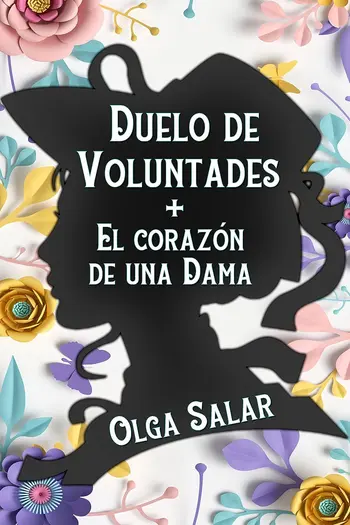 DUELO DE
VOLUNTADES
+
EL CORAZÓN
DE UNA DAMA
OLGA SALAR